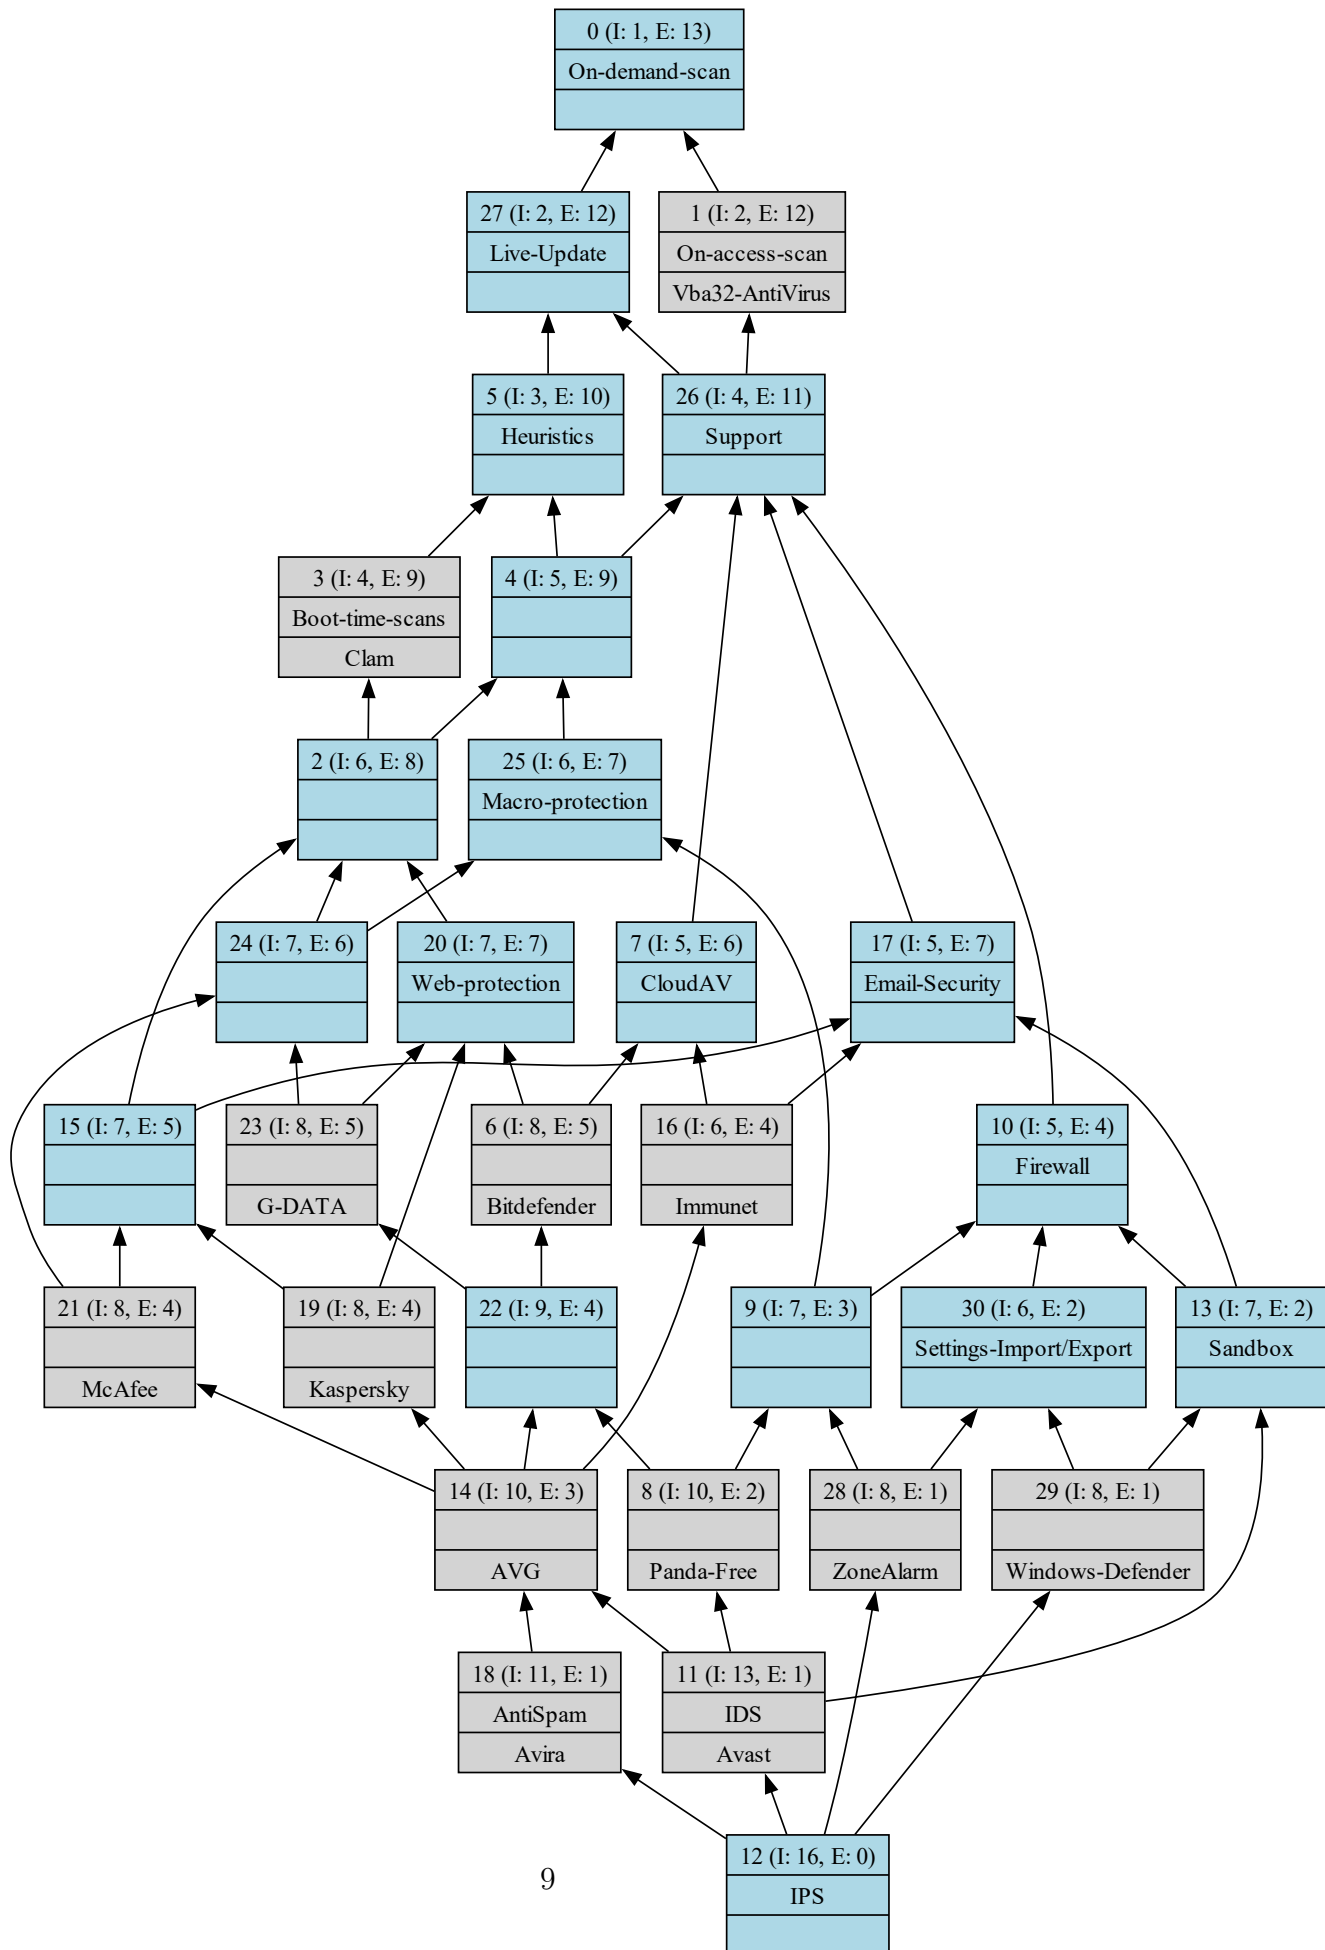 0 (I: 1, E: 13)
On-demand-scan
27 (I: 2, E: 12)
Live-Update
1 (I: 2, E: 12)
On-access-scan
Vba32-AntiVirus
5 (I: 3, E: 10)
Heuristics
26 (I: 4, E: 11)
Support
3 (I: 4, E: 9)
Boot-time-scans
Clam
4 (I: 5, E: 9)
2 (I: 6, E: 8)
25 (I: 6, E: 7)
Macro-protection
24 (I: 7, E: 6)
20 (I: 7, E: 7)
Web-protection
7 (I: 5, E: 6)
CloudAV
17 (I: 5, E: 7)
Email-Security
15 (I: 7, E: 5)
23 (I: 8, E: 5)
G-DATA
6 (I: 8, E: 5)
Bitdefender
16 (I: 6, E: 4)
Immunet
10 (I: 5, E: 4)
Firewall
21 (I: 8, E: 4)
McAfee
19 (I: 8, E: 4)
Kaspersky
22 (I: 9, E: 4)
9 (I: 7, E: 3)
30 (I: 6, E: 2)
Settings-Import/Export
13 (I: 7, E: 2)
Sandbox
14 (I: 10, E: 3)
AVG
8 (I: 10, E: 2)
Panda-Free
28 (I: 8, E: 1)
ZoneAlarm
29 (I: 8, E: 1)
Windows-Defender
18 (I: 11, E: 1)
AntiSpam
Avira
11 (I: 13, E: 1)
IDS
Avast
12 (I: 16, E: 0)
IPS
9